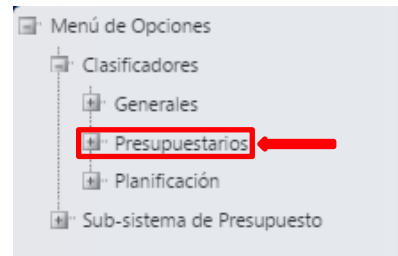 Menú de Opciones
Clasificadores
Generales
Presupuestarios
Planificación
Sub-sistema de Presupuesto